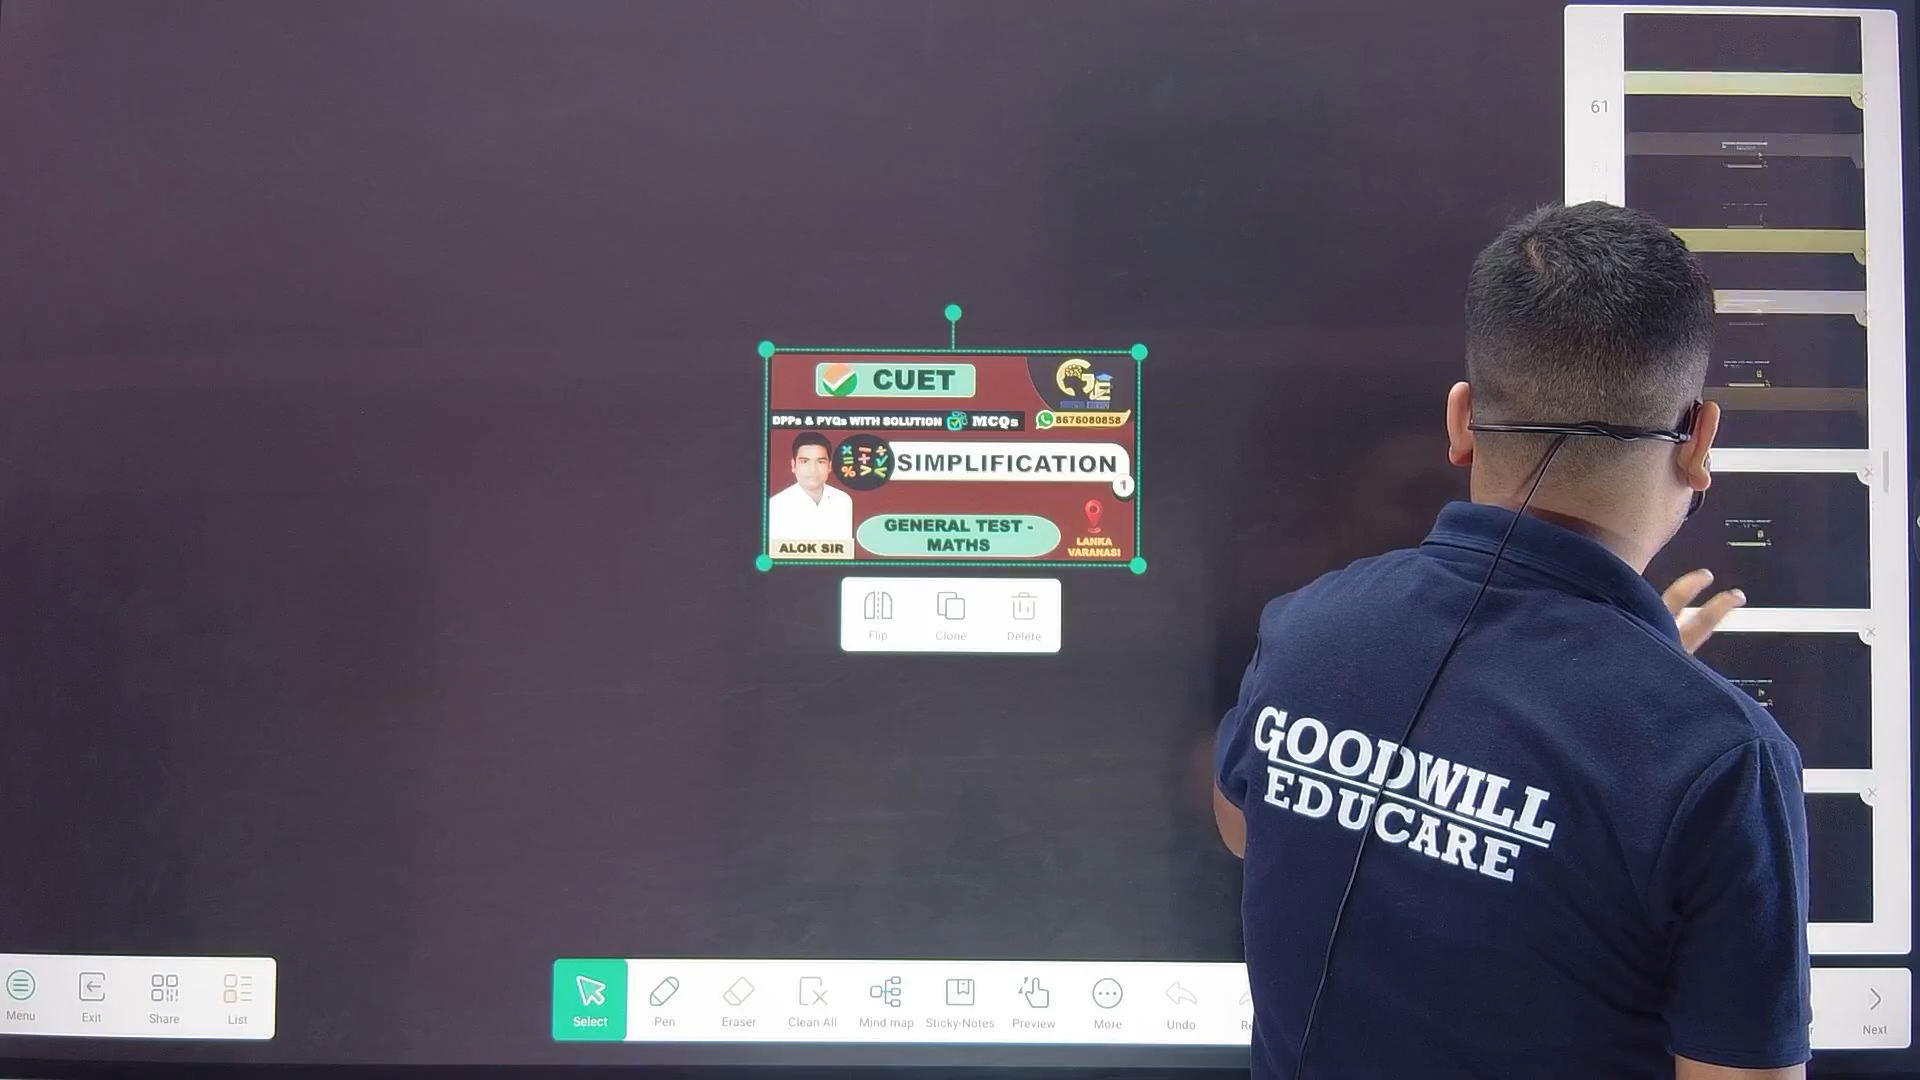 61
CUET
GE
DPPs & PYQs WITH SOLUTION MCQs
8676080858
SIMPLIFICATION
1
GENERAL TEST -
MATHS
ALOK SIR
LANKA
VARANASI
Flip
Clone
Delete
GOODWILL
EDUCARE
Menu
Exit
Share
List
Select
Pen
Eraser
Clean All
Mind map
Sticky-Notes
Preview
More
Undo
Next